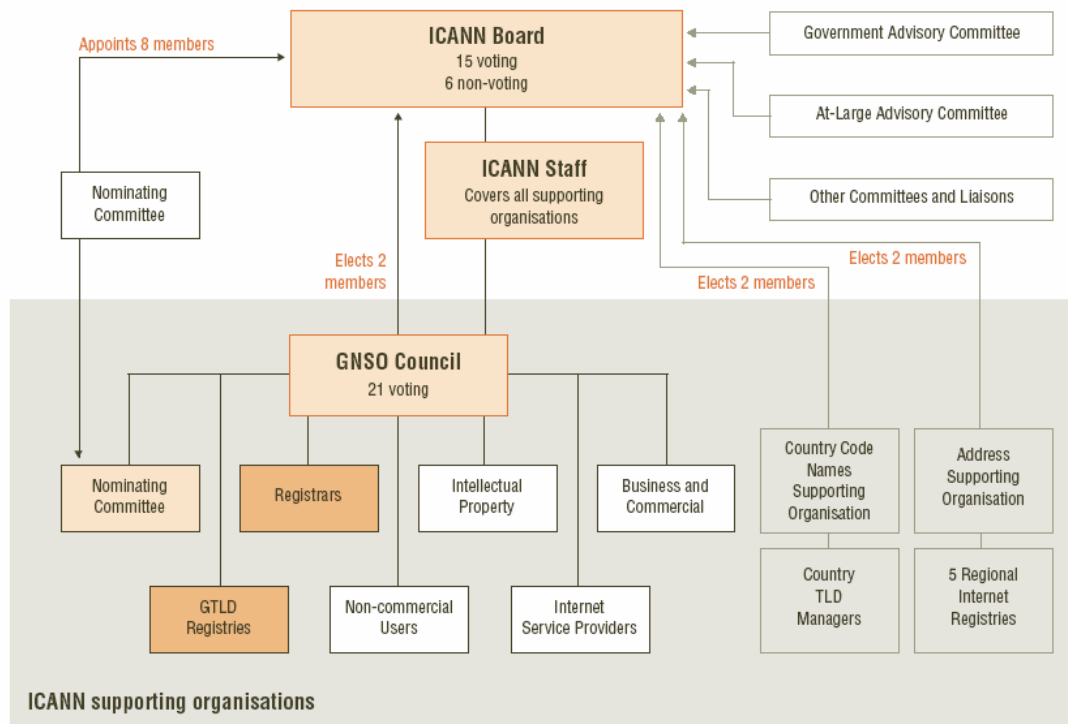 ICANN Board
15 voting
6 non-voting
Appoints 8 members
Government Advisory Committee
At-Large Advisory Committee
Other Committees and Liaisons
ICANN Staff
Covers all supporting
organisations
Nominating
Committee
Elects 2
members
Elects 2 members
Elects 2 members
GNSO Council
21 voting
Nominating
Committee
Registrars
Intellectual
Property
Business and
Commercial
Country Code
Names
Supporting
Organisation
Address
Supporting
Organisation
GTLD
Registries
Non-commercial
Users
Internet
Service Providers
Country
TLD
Managers
5 Regional
Internet
Registries
ICANN supporting organisations